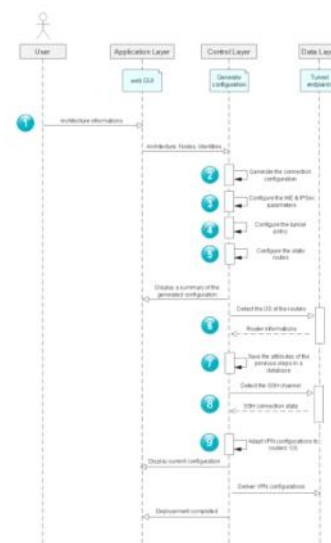 User
Application Layer
Control Layer
Data Lay
web GUI
Generate
configuration
Tunnel
endpoints
1
Architecture informations
Architecture, Nodes, Identities
2
Generate the connection
configuration
3
Configure the IKE & IPSec
parameters
4
Configure the tunnel
policy
5
Configure the static
routes
Display a summary of the
generated configuration
Detect the OS of the routers
6
Router informations
7
Save the attributes of the
previous steps in a
database
Detect the SSH channel
8
SSH connection state
9
Adapt VPN configurations to
routers' OS
Display current configuration
Deliver VPN configurations
Deployement completed